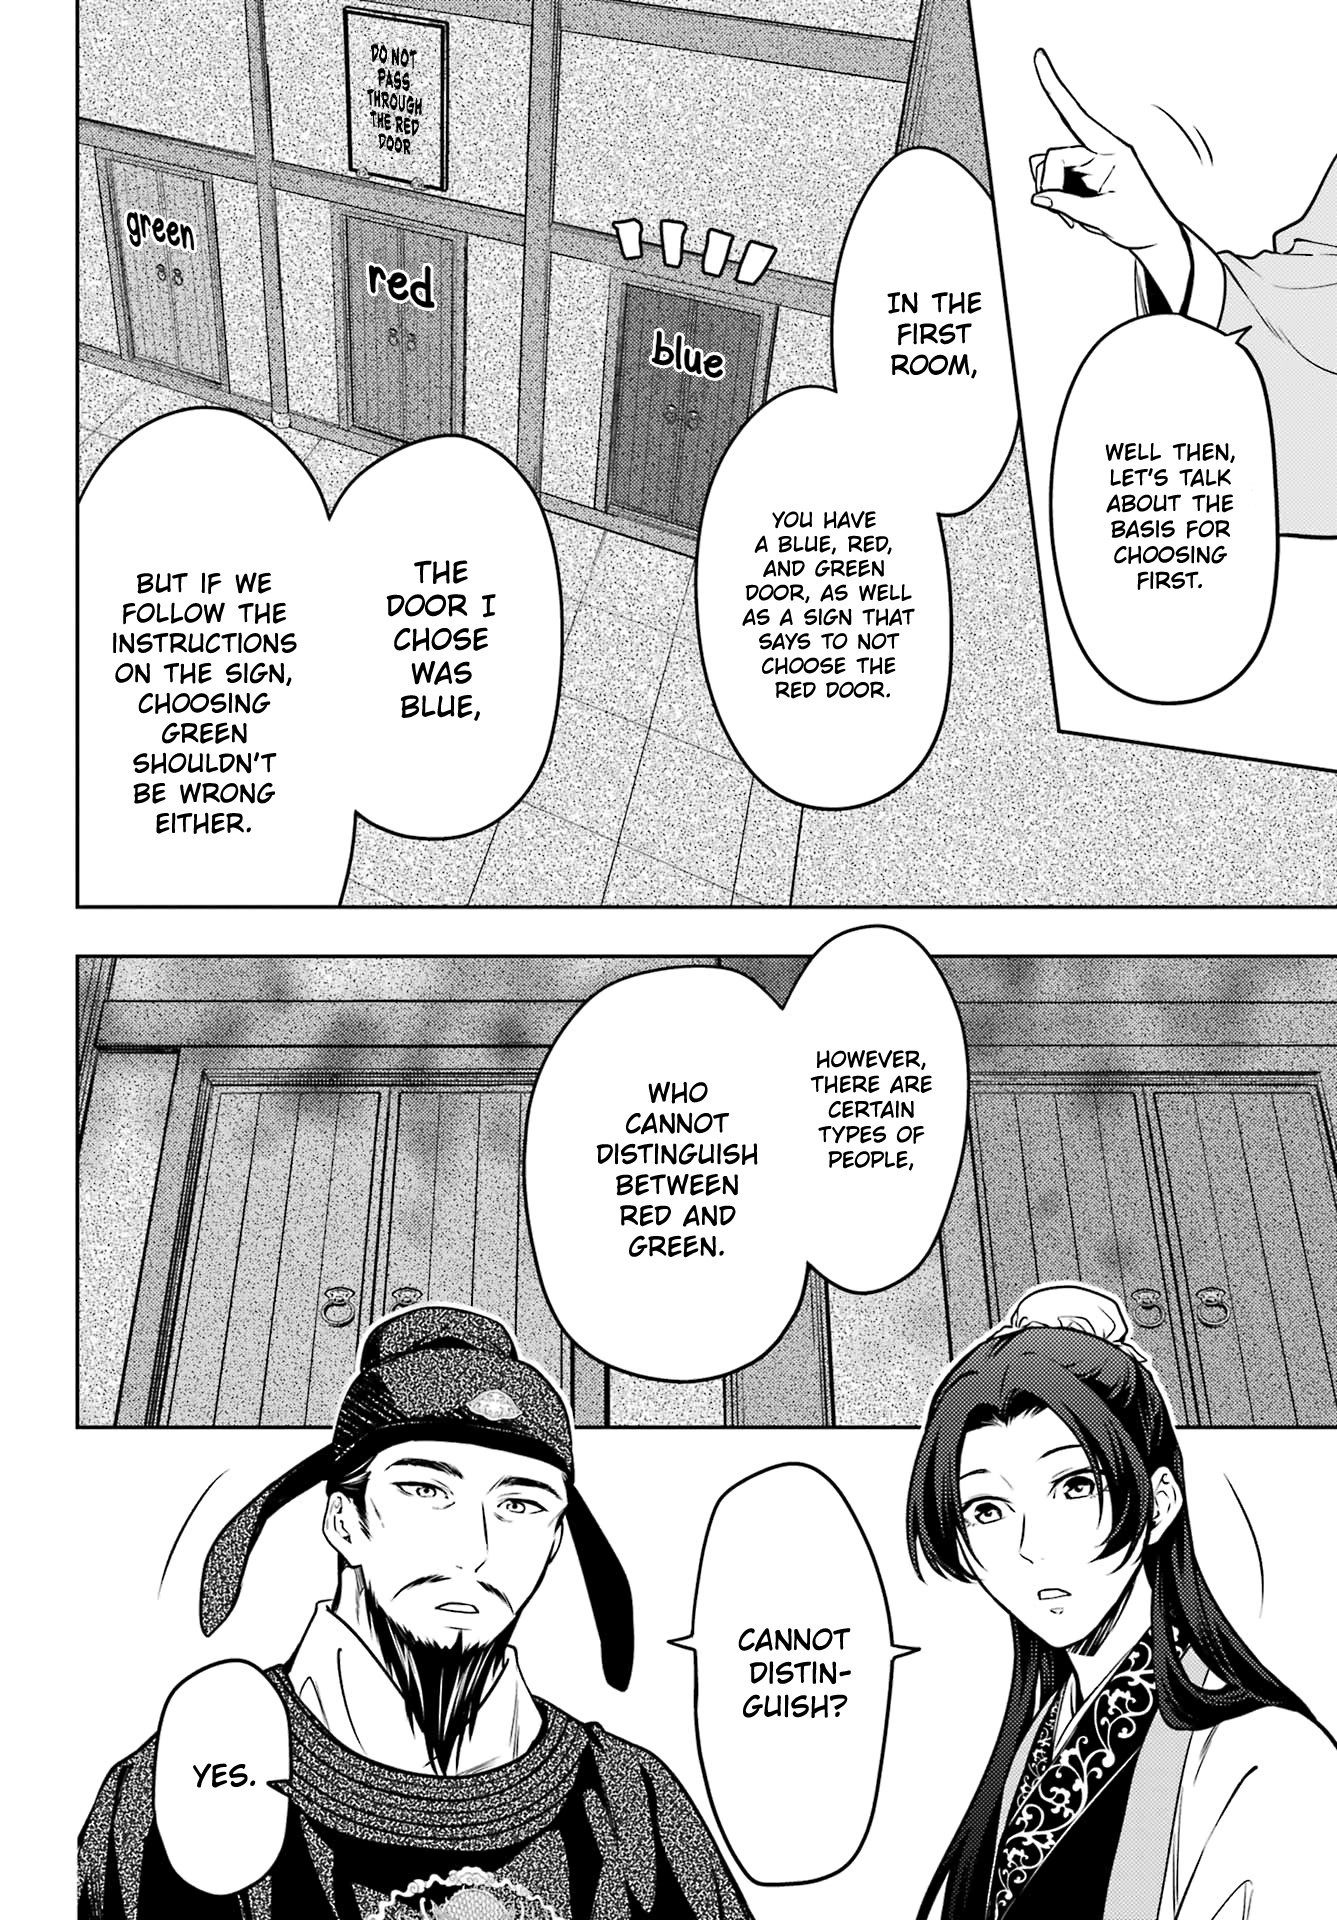 WELL THEN,
LET'S TALK
ABOUT THE
BASIS FOR
CHOOSING
FIRST.
IN THE
FIRST
ROOM,
YOU HAVE
A BLUE, RED,
AND GREEN
DOOR, AS WELL
AS A SIGN THAT
SAYS TO NOT
CHOOSE THE
RED DOOR.
DO NOT
PASS
THROUGH
THE RED
DOOR
green
red
blue
THE
DOOR I
CHOSE
WAS
BLUE,
BUT IF WE
FOLLOW THE
INSTRUCTIONS
ON THE SIGN,
CHOOSING
GREEN
SHOULDN'T
BE WRONG
EITHER.
HOWEVER,
THERE ARE
CERTAIN
TYPES OF
PEOPLE,
WHO
CANNOT
DISTINGUISH
BETWEEN
RED AND
GREEN.
CANNOT
DISTIN-
GUISH?
YES.